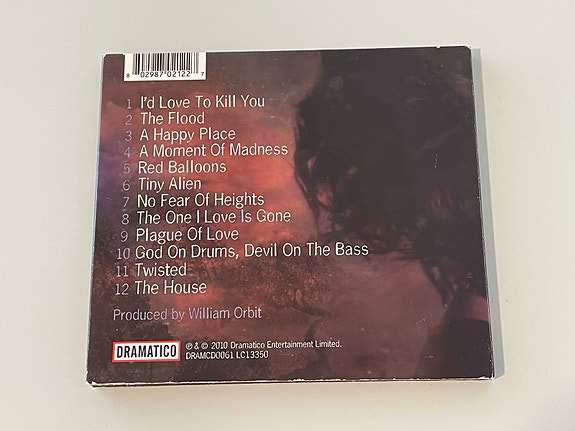 8 02987 02122 7
1 I'd Love To Kill You
2 The Flood
3 A Happy Place
4 A Moment Of Madness
5 Red Balloons
6 Tiny Alien
7 No Fear Of Heights
8 The One I Love Is Gone
9 Plague Of Love
10 God On Drums, Devil On The Bass
11 Twisted
12 The House
Produced by William Orbit
DRAMATICO
℗ & © 2010 Dramatico Entertainment Limited.
DRAMCD0061 LC13350